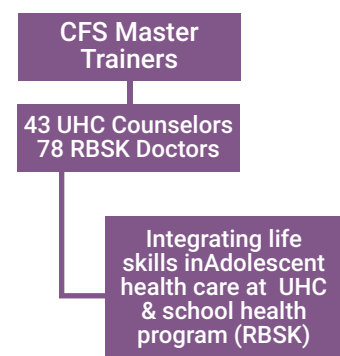 CFS Master
Trainers
43 UHC Counselors
78 RBSK Doctors
Integrating life
skills inAdolescent
health care at UHC
& school health
program (RBSK)